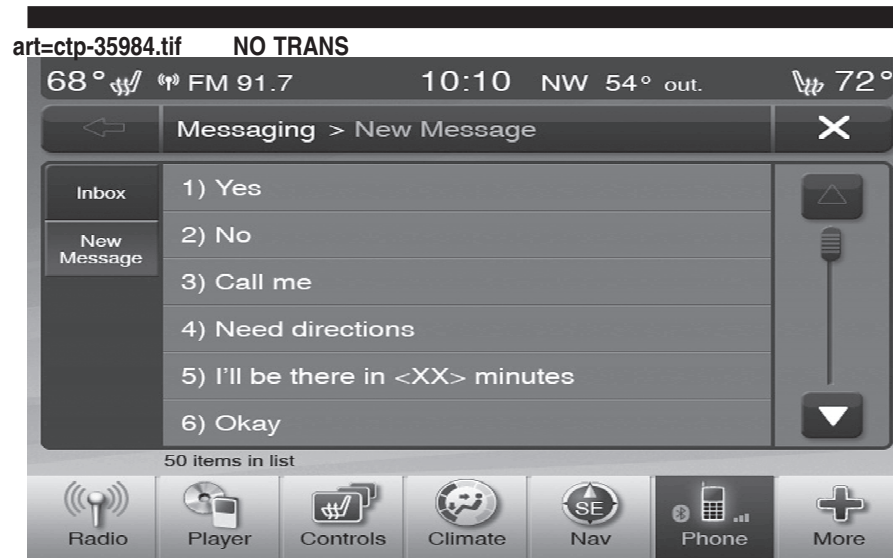 art=ctp-35984.tif NO TRANS
68° FM 91.7 10:10 NW 54° out. 72°
Messaging > New Message
Inbox
New
Message
1) Yes
2) No
3) Call me
4) Need directions
5) I'll be there in <XX> minutes
6) Okay
50 items in list
Radio
Player
Controls
Climate
SE
Nav
Phone
More